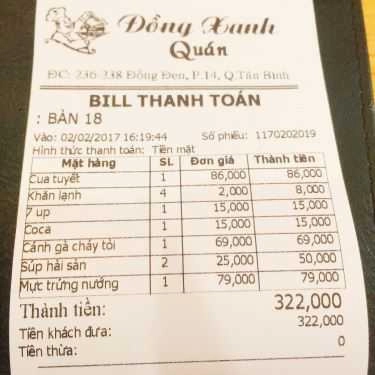 Đồng Xanh
Quán
ĐC: 236-238 Đồng Đen, P.14, Q.Tân Bình
BILL THANH TOÁN
: BÀN 18
Vào: 02/02/2017 16:19:44 Số phiếu: 1170202019
Hình thức thanh toán: Tiền mặt
Mặt hàng SL Đơn giá Thành tiền
Cua tuyết 1 86,000 86,000
Khăn lạnh 4 2,000 8,000
7 up 1 15,000 15,000
Coca 1 15,000 15,000
Cánh gà cháy tỏi 1 69,000 69,000
Súp hải sản 2 25,000 50,000
Mực trứng nướng 1 79,000 79,000
Thành tiền: 322,000
Tiền khách đưa: 322,000
Tiền thừa: 0